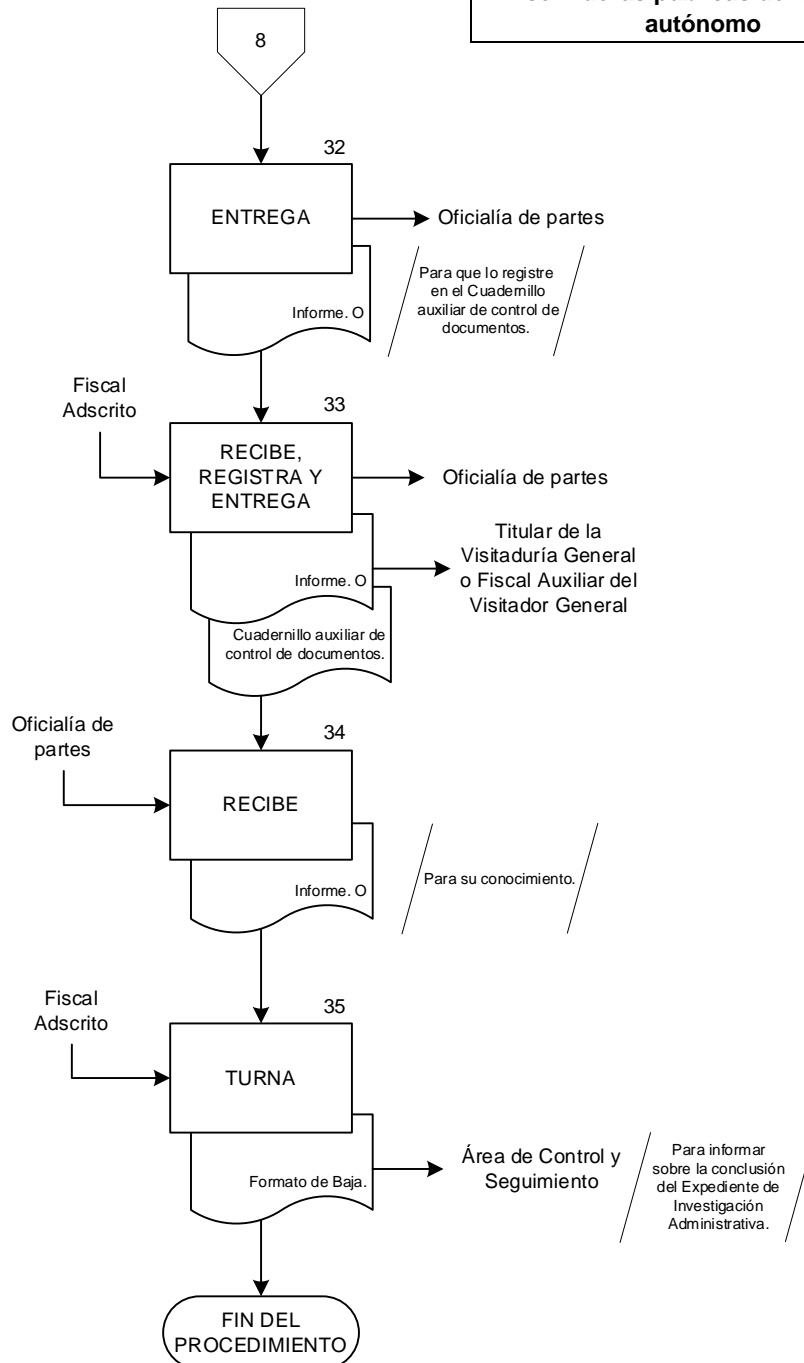 autónomo
8
32
ENTREGA
Oficialía de partes
Informe. O
Para que lo registre
en el Cuadernillo
auxiliar de control de
documentos.
Fiscal
Adscrito
33
RECIBE,
REGISTRA Y
ENTREGA
Oficialía de partes
Informe. O
Titular de la
Visitaduría General
o Fiscal Auxiliar del
Visitador General
Cuadernillo auxiliar de
control de documentos.
Oficialía de
partes
34
RECIBE
Informe. O
Para su conocimiento.
Fiscal
Adscrito
35
TURNA
Formato de Baja.
Área de Control y
Seguimiento
Para informar
sobre la conclusión
del Expediente de
Investigación
Administrativa.
FIN DEL
PROCEDIMIENTO